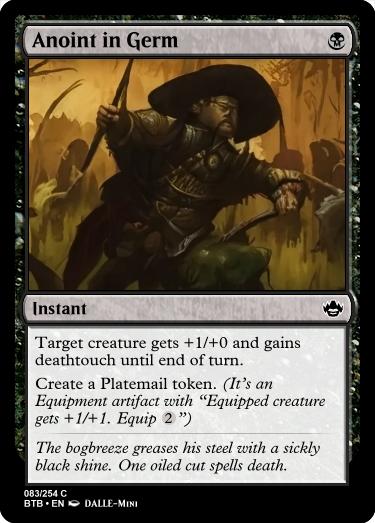 Anoint in Germ
Instant
Target creature gets +1/+0 and gains
deathtouch until end of turn.
Create a Platemail token. (It's an
Equipment artifact with “Equipped creature
gets +1/+1. Equip 2 ”)
The bogbreeze greases his steel with a sickly
black shine. One oiled cut spells death.
083/254 C
BTB • EN DALLE-Mini